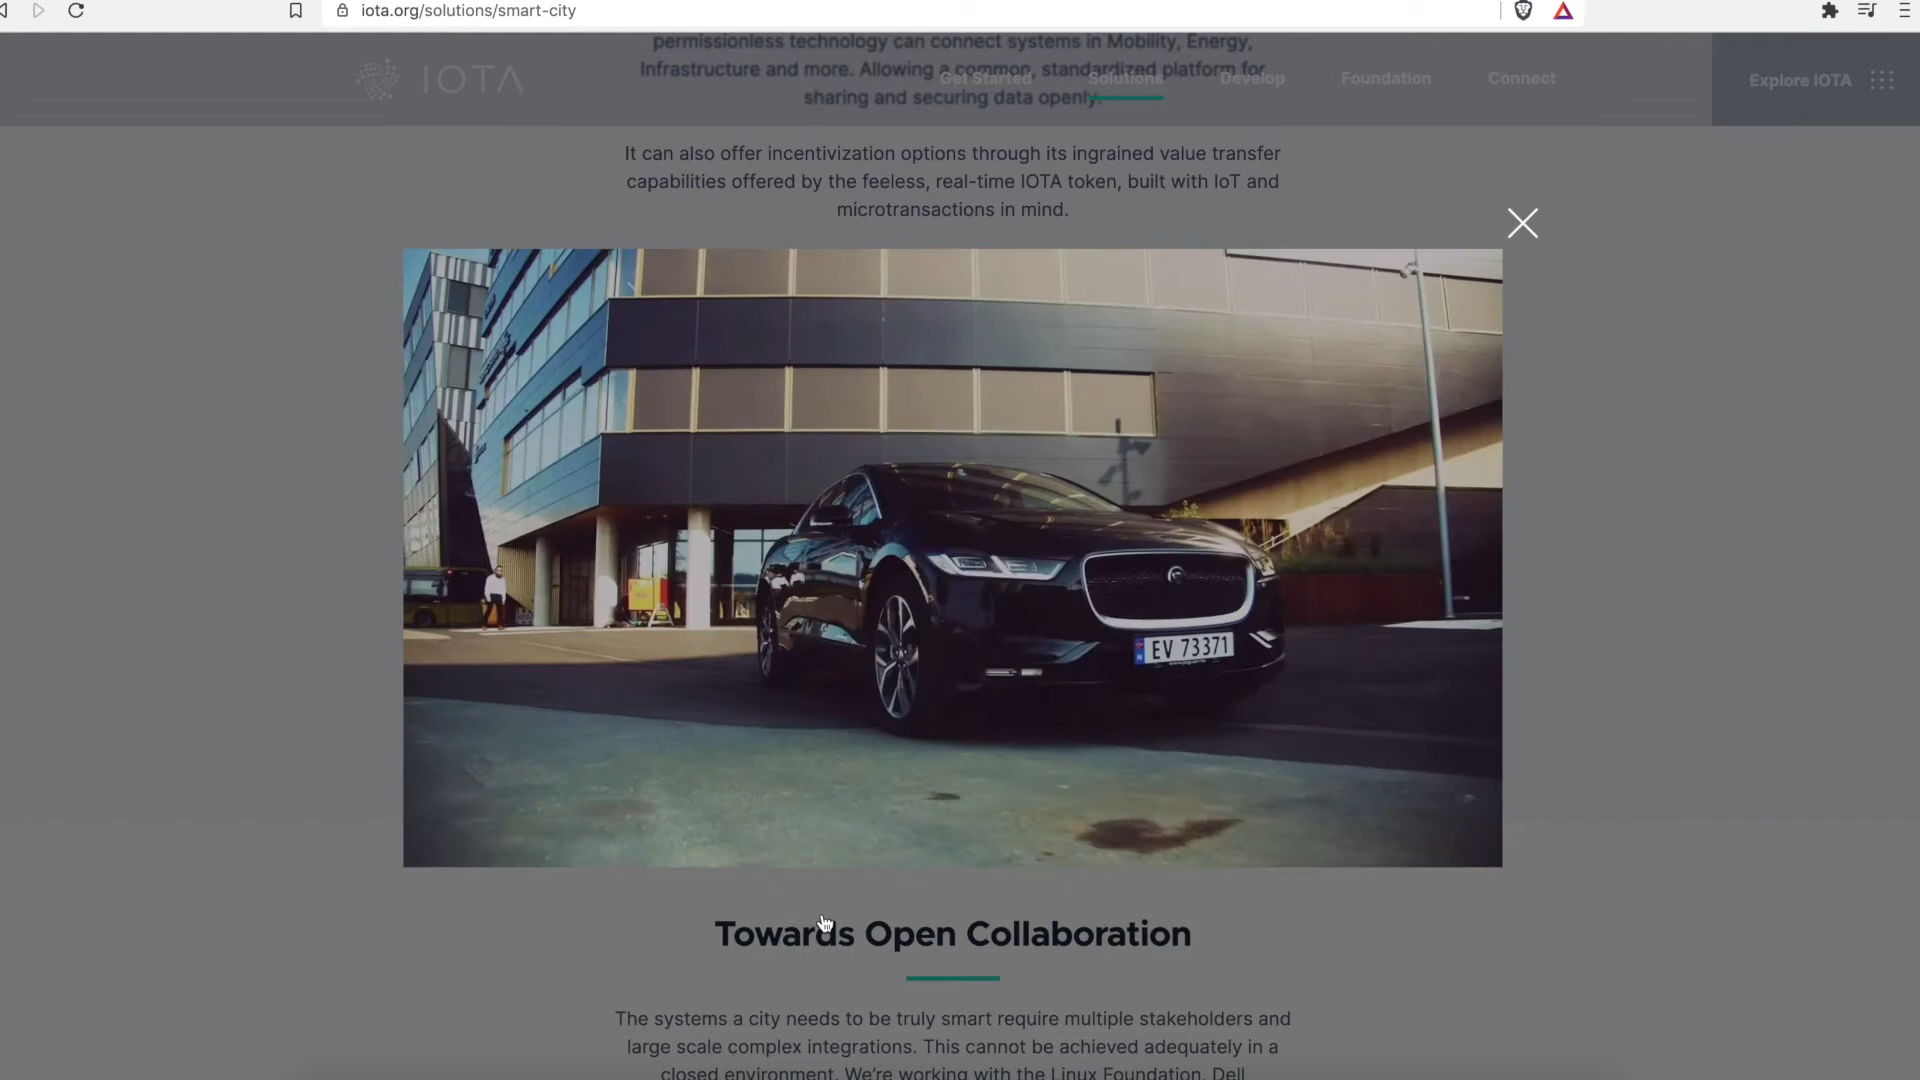 iota.org/solutions/smart-city
permissionless technology can connect systems in Mobility, Energy,
Infrastructure and more. Allowing a common, standardized platform for
sharing and securing data openly.
IOTA
Get Started
Solutions
Develop
Foundation
Connect
Explore IOTA
It can also offer incentivization options through its ingrained value transfer
capabilities offered by the feeless, real-time IOTA token, built with IoT and
microtransactions in mind.
EV 73371
N
Towards Open Collaboration
The systems a city needs to be truly smart require multiple stakeholders and
large scale complex integrations. This cannot be achieved adequately in a
closed environment. We're working with the Linux Foundation, Dell